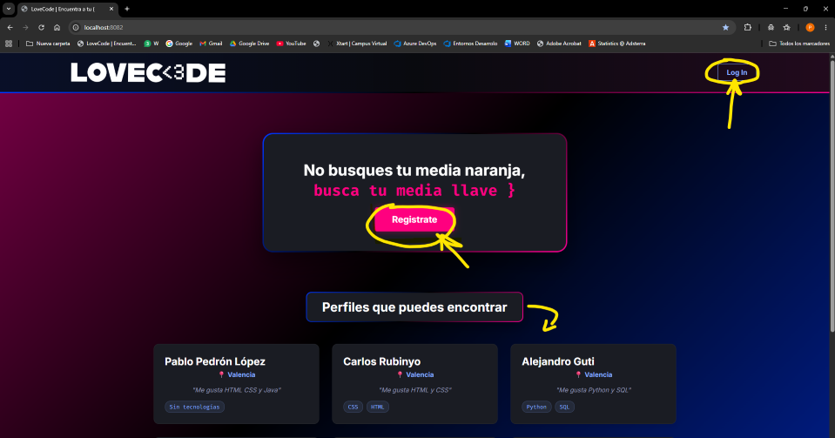 LoveCode | Encuentra a tu (
localhost:8082
Nueva carpeta
LoveCode | Encuent...
W
Google
Gmail
Google Drive
YouTube
Xtart | Campus Virtual
Azure DevOps
Entornos Desarrollo
WORD
Adobe Acrobat
Statistics @ Adsterra
Todos los marcadores
LOVEC<3DE
Log In
No busques tu media naranja,
busca tu media llave }
Registrate
Perfiles que puedes encontrar
Pablo Pedrón López
Valencia
"Me gusta HTML CSS y Java"
Sin tecnologías
Carlos Rubinyo
Valencia
"Me gusta HTML y CSS"
CSS HTML
Alejandro Guti
Valencia
"Me gusta Python y SQL"
Python SQL